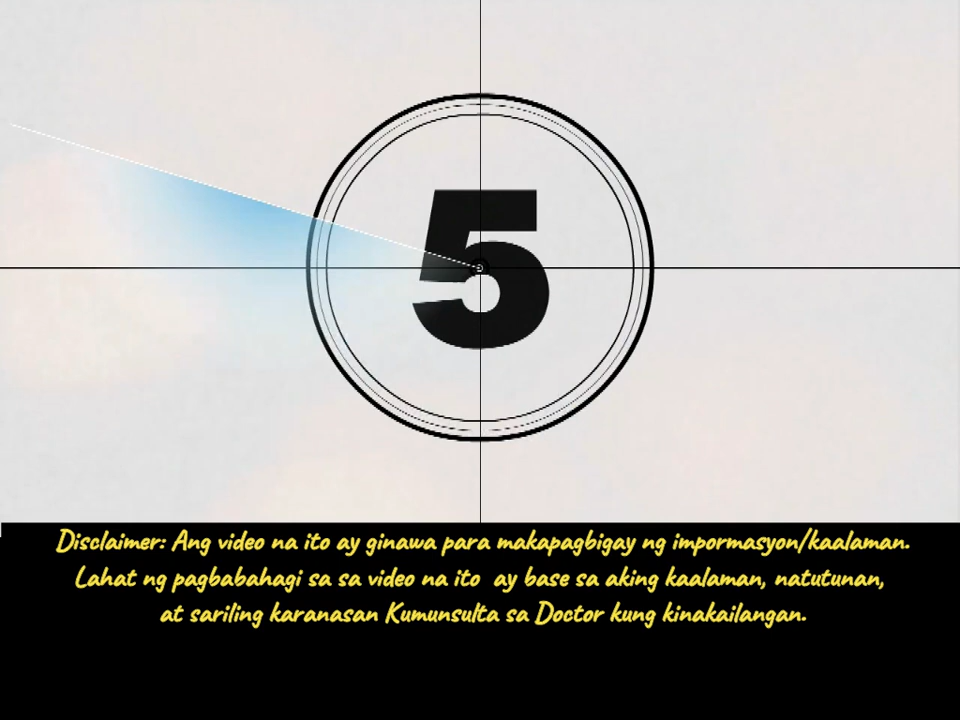 5
Disclaimer: Ang video na ito ay ginawa para makapagbigay ng impormasyon/kaalaman.
Lahat ng pagbabahagi sa sa video na ito ay base sa aking kaalaman, natutunan,
at sariling karanasan Kumunsulta sa Doctor kung kinakailangan.